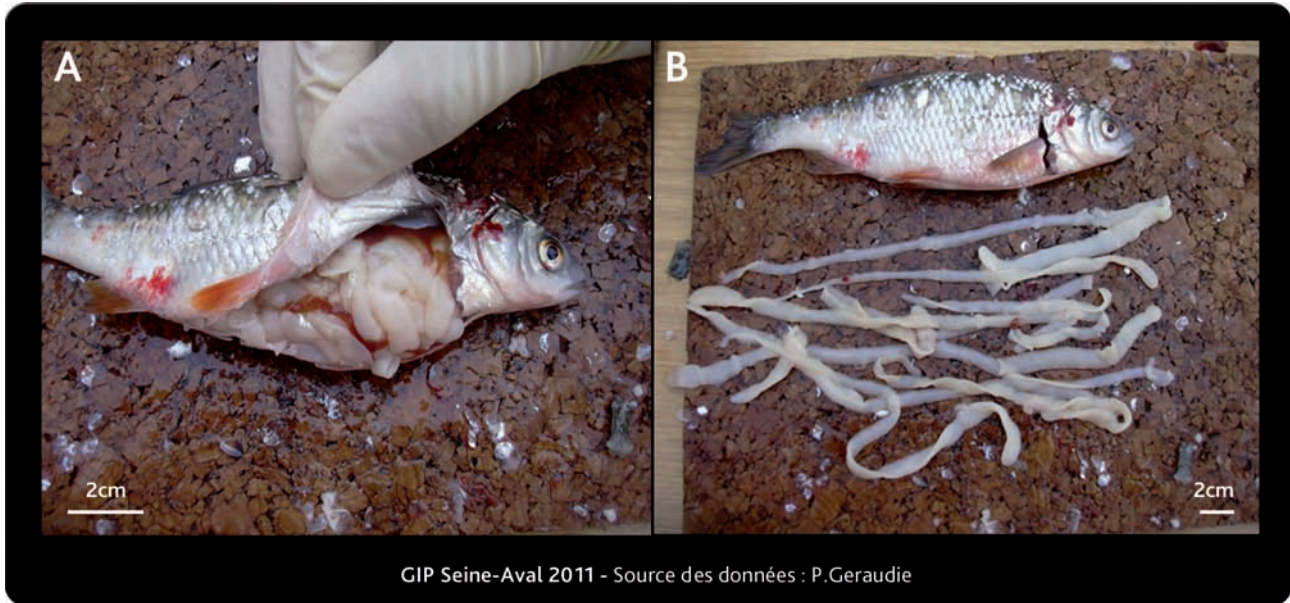 A
B
2cm
2cm
GIP Seine-Aval 2011 - Source des données : P.Geraudie